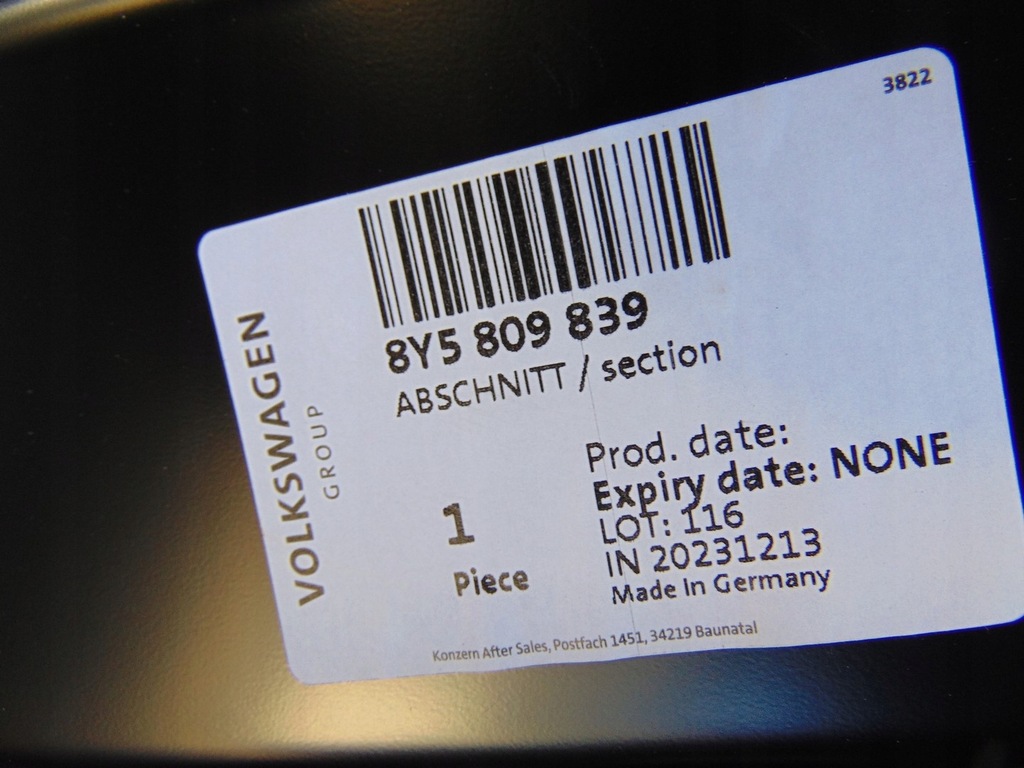 3822
VOLKSWAGEN
GROUP
8Y5 809 839
ABSCHNITT / section
Prod. date:
Expiry date: NONE
LOT: 116
IN 20231213
Made In Germany
1
Piece
Konzern After Sales, Postfach 1451, 34219 Baunatal